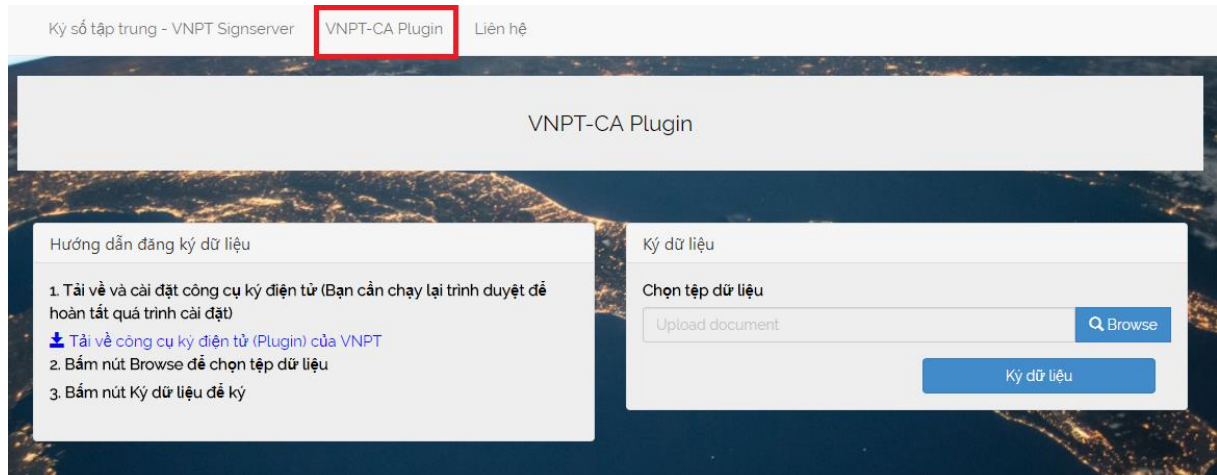 Ký số tập trung - VNPT Signserver VNPT-CA Plugin Liên hệ
VNPT-CA Plugin
Hướng dẫn đăng ký dữ liệu
1. Tải về và cài đặt công cụ ký điện tử (Bạn cần chạy lại trình duyệt để
hoàn tất quá trình cài đặt)
Tải về công cụ ký điện tử (Plugin) của VNPT
2. Bấm nút Browse để chọn tệp dữ liệu
3. Bấm nút Ký dữ liệu để ký
Ký dữ liệu
Chọn tệp dữ liệu
Upload document
Browse
Ký dữ liệu